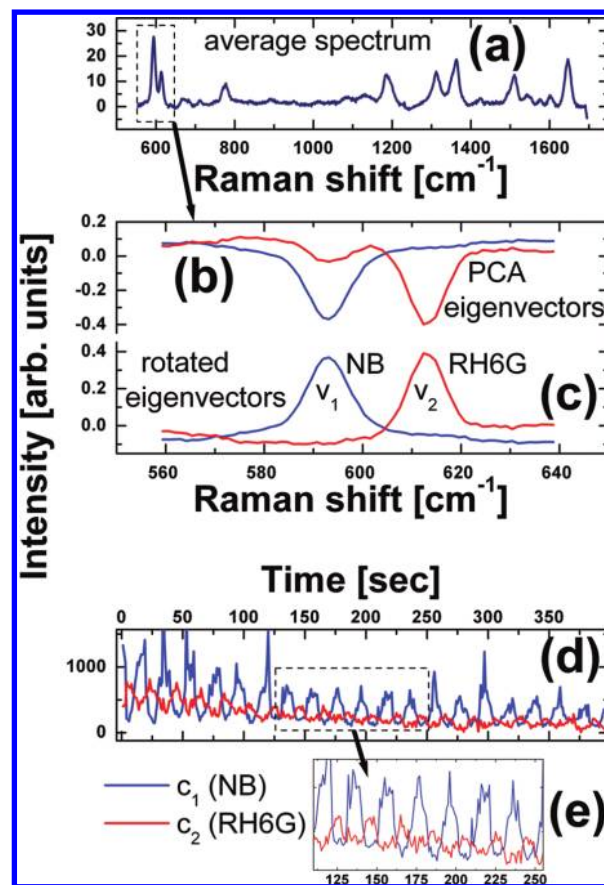 30
20
10
0
average spectrum
(a)
600 800 1000 1200 1400 1600
Raman shift [cm-1]
Intensity [arb. units]
0.2
0.0
-0.2
-0.4
(b)
PCA
eigenvectors
0.4
0.0
rotated
eigenvectors
NB
v1
RH6G
v2
(c)
560 580 600 620 640
Raman shift [cm-1]
Time [sec]
0 50 100 150 200 250 300 350
1000
0
(d)
c1 (NB)
c2 (RH6G)
(e)
125 150 175 200 225 250